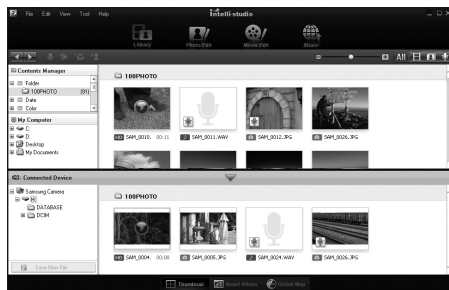 File Edit View Tool Help
intelli-studio
Library Photo Edit Movie Edit Share
All
Contents Manager
100PHOTO
Folder
100PHOTO (91)
Date
Color
HD SAM_0010. 00:11 SAM_0011.WAV SAM_0012.JPG SAM_0026.JPG
My Computer
C:
D:
Desktop
My Documents
Connected Device
Samsung Camera
100PHOTO
DATABASE
DCIM
HD SAM_0004. 00:08 SAM_0005.JPG SAM_0024.WAV SAM_0026.JPG
Save New File
Thumbnail Smart Album Global Map